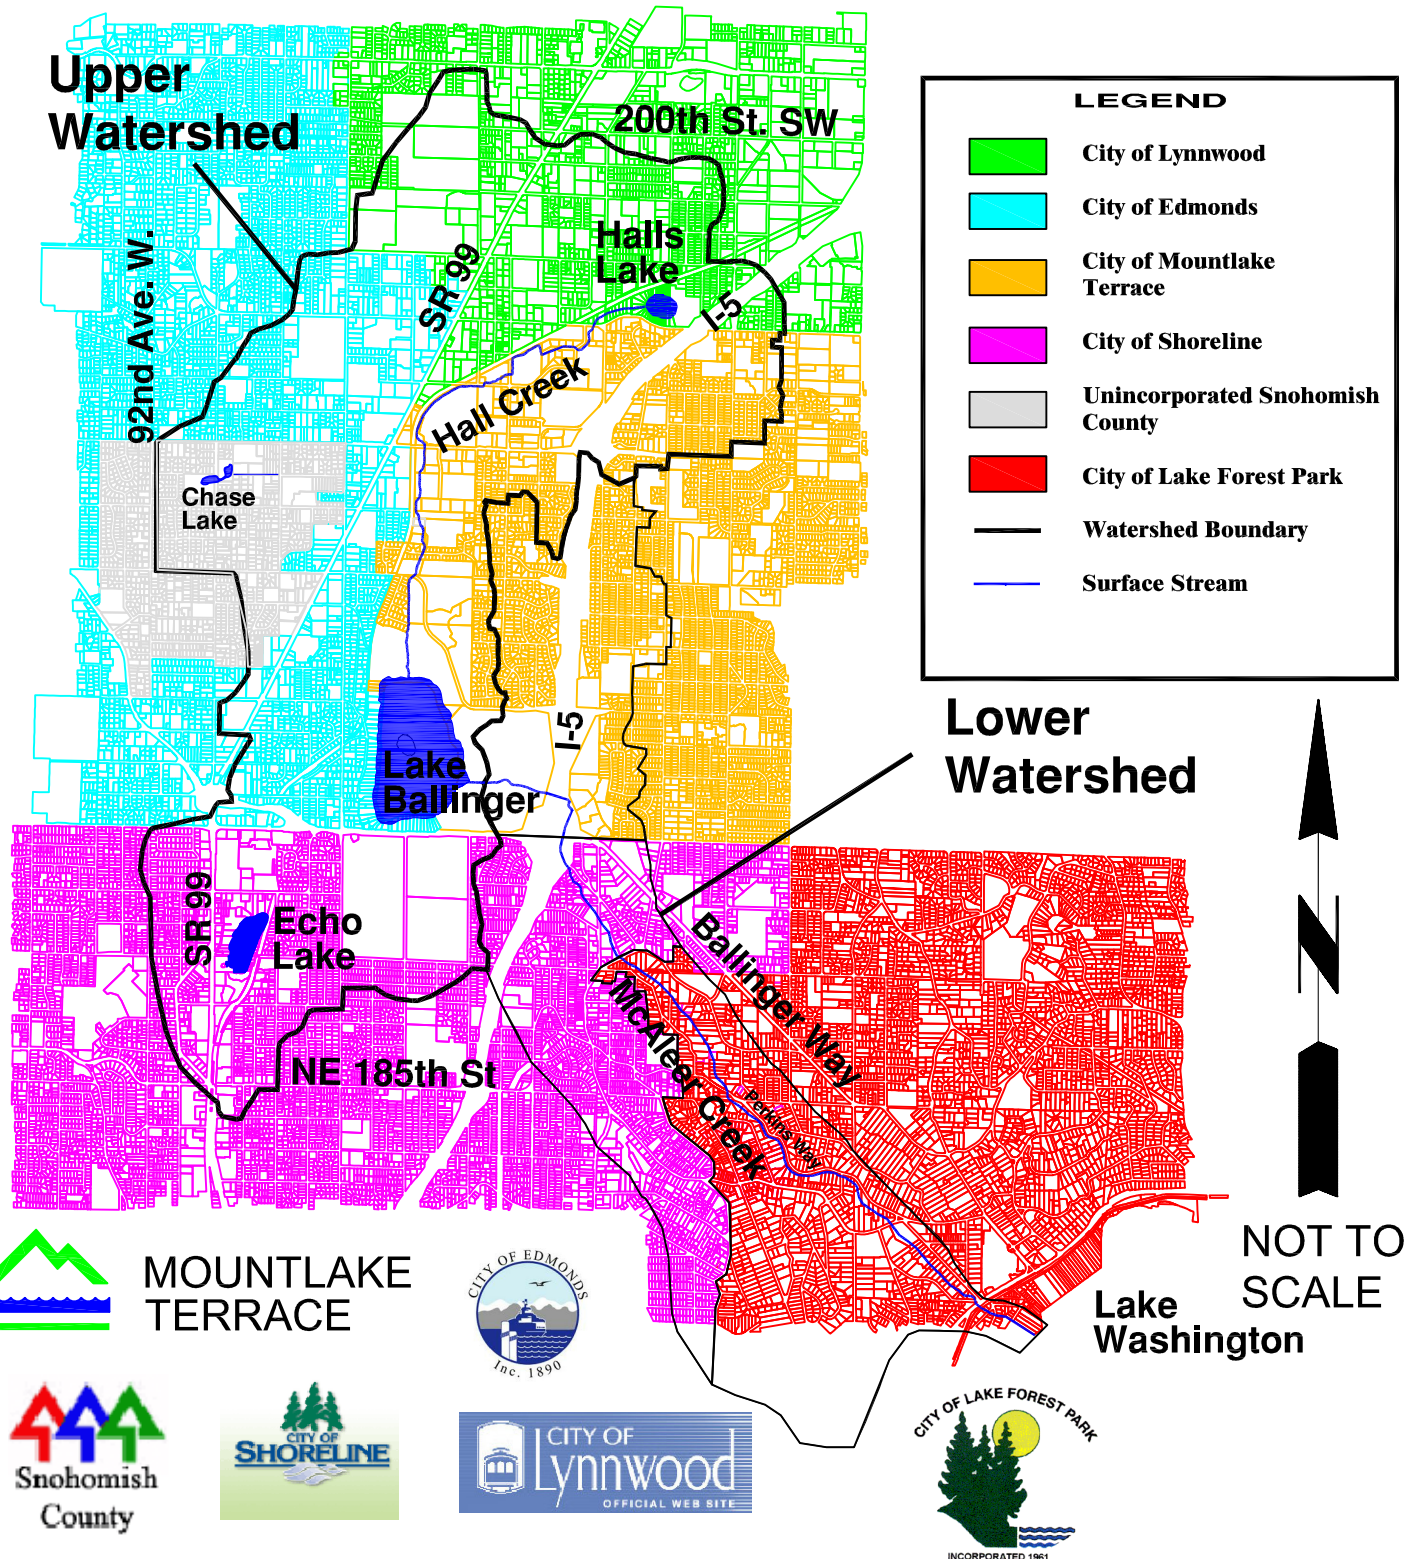 Upper
Watershed
200th St. SW
92nd Ave. W.
SR 99
Halls
Lake
I-5
Hall Creek
Chase
Lake
Lake
Ballinger
I-5
Lower
Watershed
SR 99
Echo
Lake
NE 185th St
Ballinger Way
McAleer Creek
Perkins Way
Lake
Washington
LEGEND
City of Lynnwood
City of Edmonds
City of Mountlake
Terrace
City of Shoreline
Unincorporated Snohomish
County
City of Lake Forest Park
Watershed Boundary
Surface Stream
N
NOT TO
SCALE
MOUNTLAKE
TERRACE
CITY OF EDMONDS
Inc. 1890
Snohomish
County
CITY OF
SHORELINE
CITY OF
Lynnwood
OFFICIAL WEB SITE
CITY OF LAKE FOREST PARK
INCORPORATED 1961